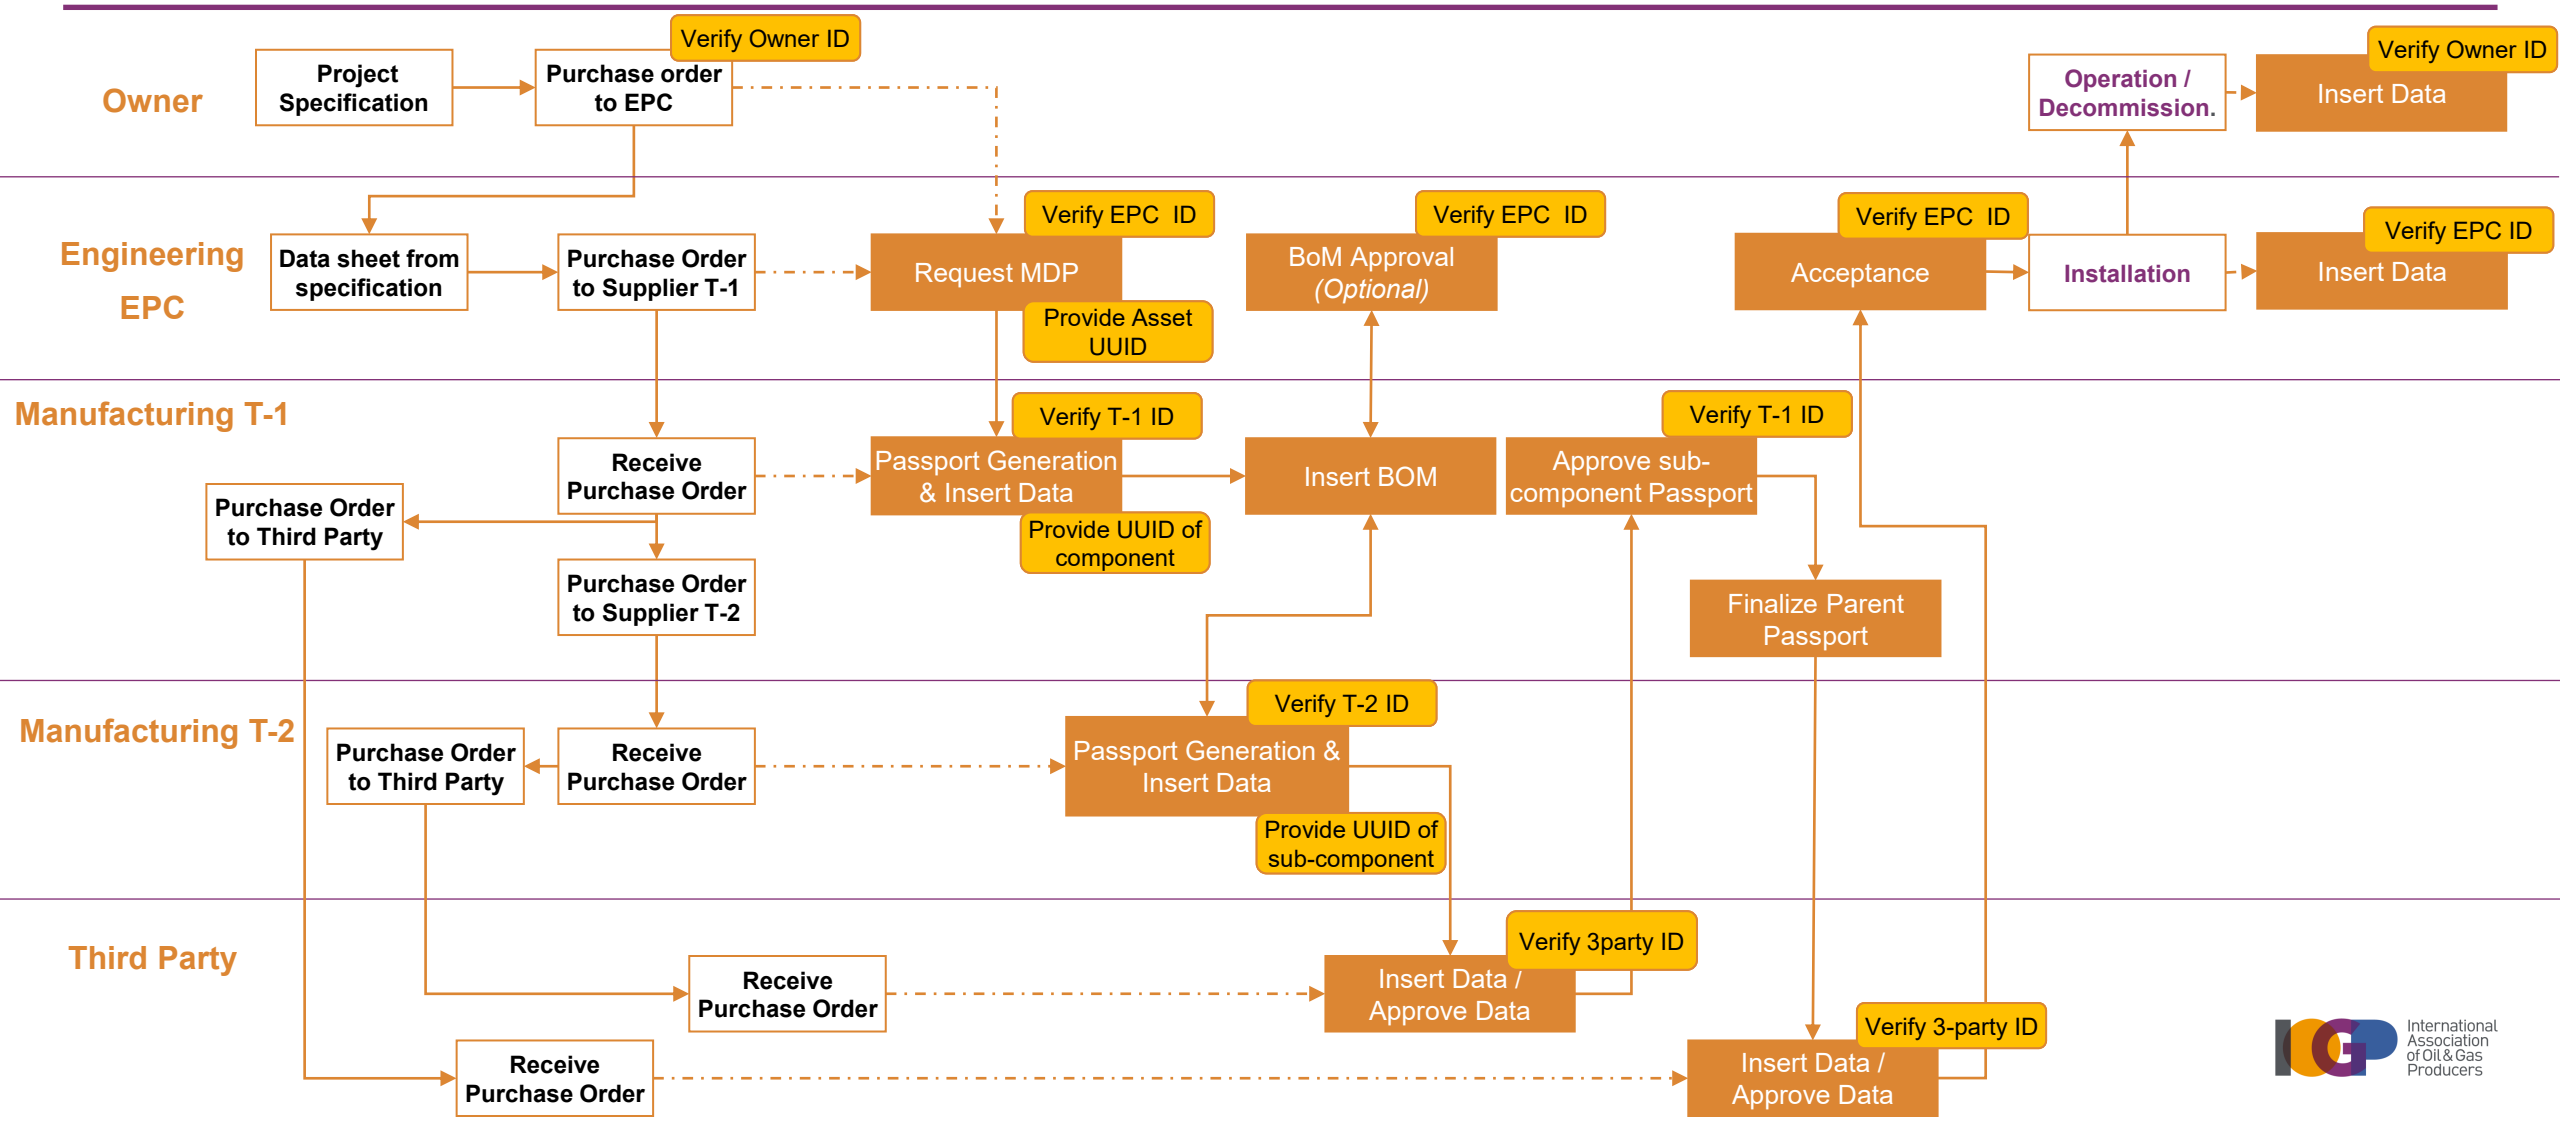 Verify Owner ID
Owner
Project
Specification
Purchase order
to EPC
Operation /
Decommission.
Verify Owner ID
Insert Data
Engineering
EPC
Data sheet from
specification
Purchase Order
to Supplier T-1
Verify EPC  ID
Request MDP
Provide Asset
UUID
Verify EPC  ID
BoM Approval
(Optional)
Verify EPC  ID
Acceptance
Installation
Verify EPC ID
Insert Data
Manufacturing T-1
Receive
Purchase Order
Purchase Order
to Third Party
Purchase Order
to Supplier T-2
Verify T-1 ID
Passport Generation
& Insert Data
Provide UUID of
component
Insert BOM
Verify T-1 ID
Approve sub-
component Passport
Finalize Parent
Passport
Manufacturing T-2
Purchase Order
to Third Party
Receive
Purchase Order
Verify T-2 ID
Passport Generation &
Insert Data
Provide UUID of
sub-component
Third Party
Receive
Purchase Order
Verify 3party ID
Insert Data /
Approve Data
Receive
Purchase Order
Verify 3-party ID
Insert Data /
Approve Data
IOGP
International
Association
of Oil & Gas
Producers